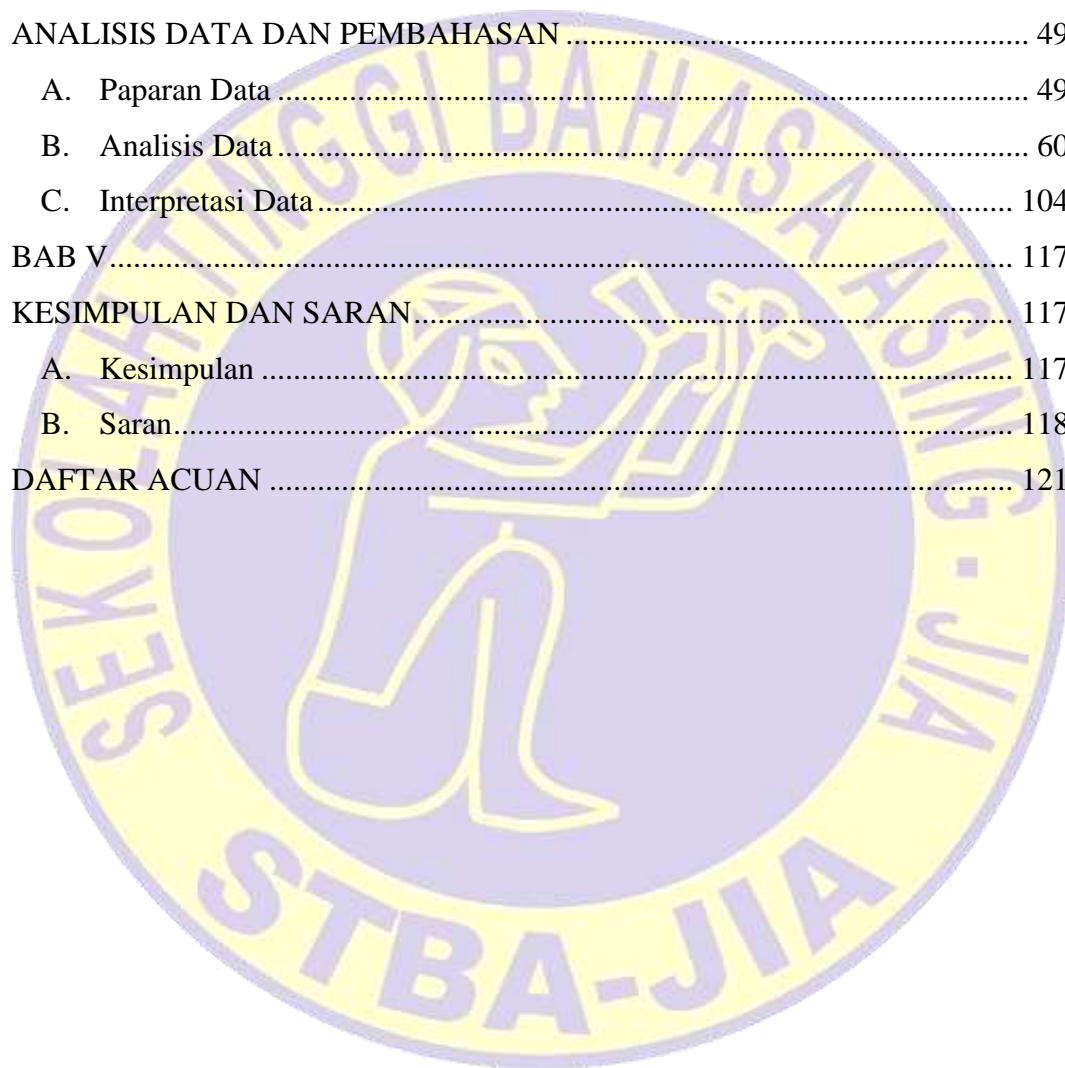 ANALISIS DATA DAN PEMBAHASAN ........................................................ 49
A. Paparan Data ........................................................................................... 49
B. Analisis Data ........................................................................................... 60
C. Interpretasi Data ..................................................................................... 104
BAB V ............................................................................................................. 117
KESIMPULAN DAN SARAN ......................................................................... 117
A. Kesimpulan ........................................................................................... 117
B. Saran ...................................................................................................... 118
DAFTAR ACUAN .......................................................................................... 121
SEKOLAH TINGGI BAHASA ASING - JIA
STBA-JIA